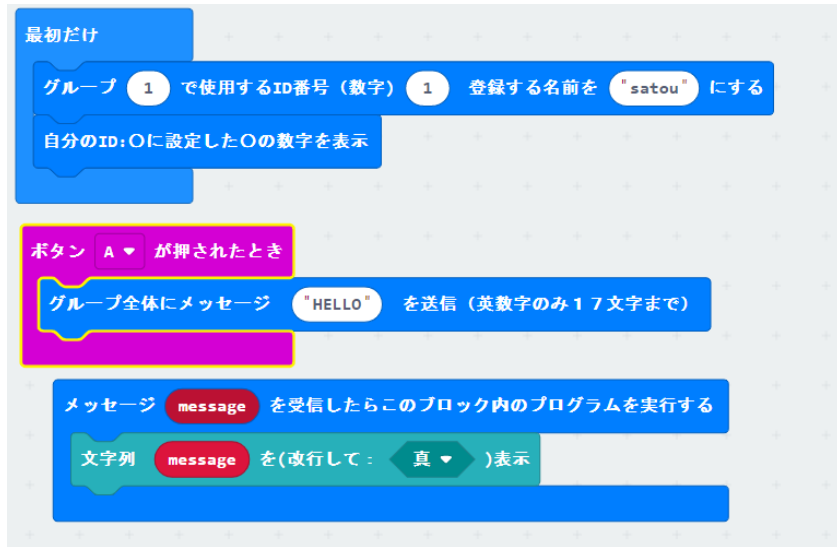 最初だけ
グループ 1 で使用するID番号（数字） 1 登録する名前を "satou" にする
自分のID:〇に設定した〇の数字を表示
ボタン A が押されたとき
グループ全体にメッセージ "HELLO" を送信（英数字のみ１７文字まで）
メッセージ message を受信したらこのブロック内のプログラムを実行する
文字列 message を(改行して： 真 )表示